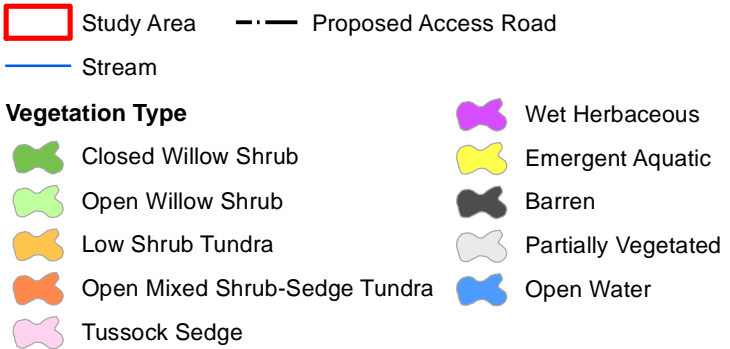 Study Area
Proposed Access Road
Stream
Vegetation Type
Closed Willow Shrub
Open Willow Shrub
Low Shrub Tundra
Open Mixed Shrub-Sedge Tundra
Tussock Sedge
Wet Herbaceous
Emergent Aquatic
Barren
Partially Vegetated
Open Water